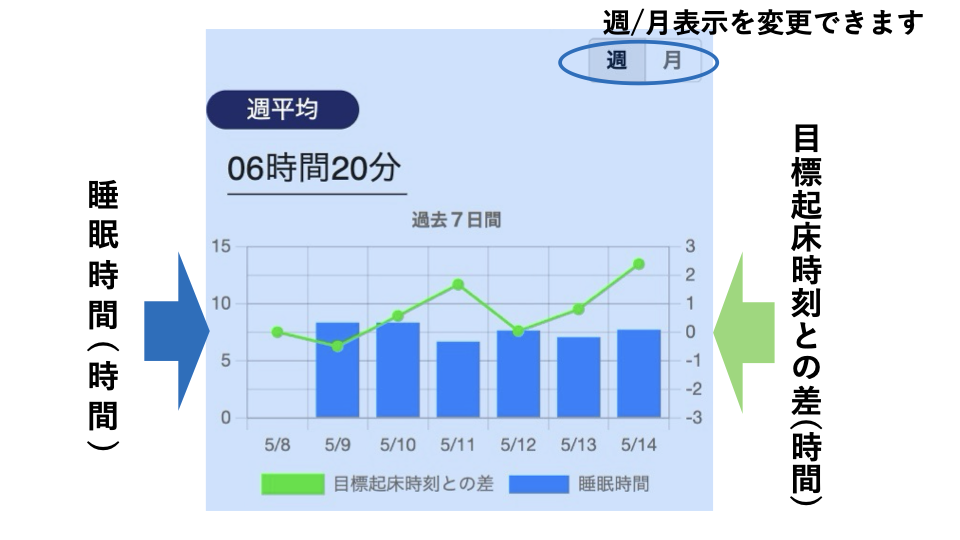 週/月表示を変更できます
週 月
週平均
06時間20分
過去７日間
睡眠時間(時間)
目標起床時刻との差(時間)
15
10
5
0
3
2
1
0
-1
-2
-3
5/8 5/9 5/10 5/11 5/12 5/13 5/14
目標起床時刻との差 睡眠時間